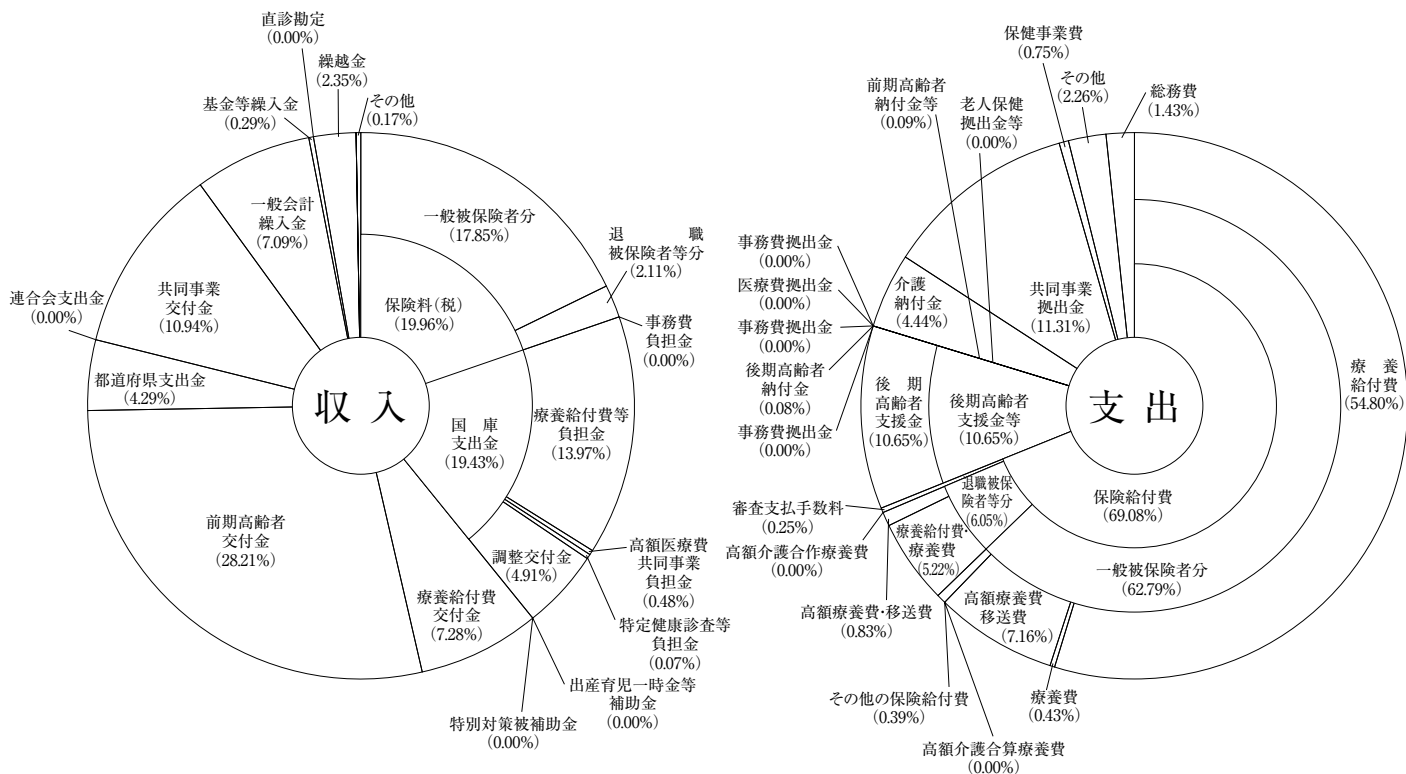 直診勘定
(0.00%)
繰越金
(2.35%)
基金等繰入金
(0.29%)
その他
(0.17%)
一般会計
繰入金
(7.09%)
一般被保険者分
(17.85%)
退職
被保険者等分
(2.11%)
共同事業
交付金
(10.94%)
保険料(税)
(19.96%)
連合会支出金
(0.00%)
事務費
負担金
(0.00%)
都道府県支出金
(4.29%)
収入
国庫
支出金
(19.43%)
療養給付費等
負担金
(13.97%)
前期高齢者
交付金
(28.21%)
調整交付金
(4.91%)
高額医療費
共同事業
負担金
(0.48%)
療養給付費
交付金
(7.28%)
特定健康診査等
負担金
(0.07%)
出産育児一時金等
補助金
(0.00%)
特別対策被補助金
(0.00%)
保健事業費
(0.75%)
その他
(2.26%)
総務費
(1.43%)
前期高齢者
納付金等
(0.09%)
老人保健
拠出金等
(0.00%)
事務費拠出金
(0.00%)
医療費拠出金
(0.00%)
事務費拠出金
(0.00%)
後期高齢者
納付金
(0.08%)
事務費拠出金
(0.00%)
介護
納付金
(4.44%)
共同事業
拠出金
(11.31%)
療養
給付費
(54.80%)
後期
高齢者
支援金
(10.65%)
後期高齢者
支援金等
(10.65%)
支出
保険給付費
(69.08%)
退職被保
険者等分
(6.05%)
審査支払手数料
(0.25%)
高額介護合作療養費
(0.00%)
療養給付費・
療養費
(5.22%)
一般被保険者分
(62.79%)
高額療養費・移送費
(0.83%)
高額療養費
移送費
(7.16%)
その他の保険給付費
(0.39%)
療養費
(0.43%)
高額介護合算療養費
(0.00%)